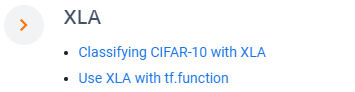 XLA
Classifying CIFAR-10 with XLA
Use XLA with tf.function